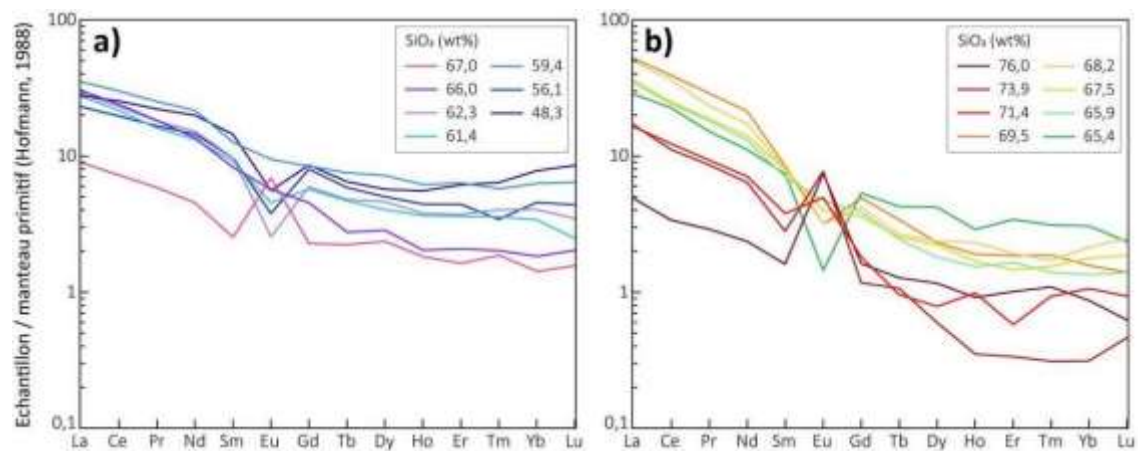 a)
SiO₂ (wt%)
67,0 59,4
66,0 56,1
62,3 48,3
61,4
b)
SiO₂ (wt%)
76,0 68,2
73,9 67,5
71,4 65,9
69,5 65,4
Echantillon / manteau primitif (Hofmann, 1988)
100
10
1
0,1
La Ce Pr Nd Sm Eu Gd Tb Dy Ho Er Tm Yb Lu
100
10
1
0,1
La Ce Pr Nd Sm Eu Gd Tb Dy Ho Er Tm Yb Lu